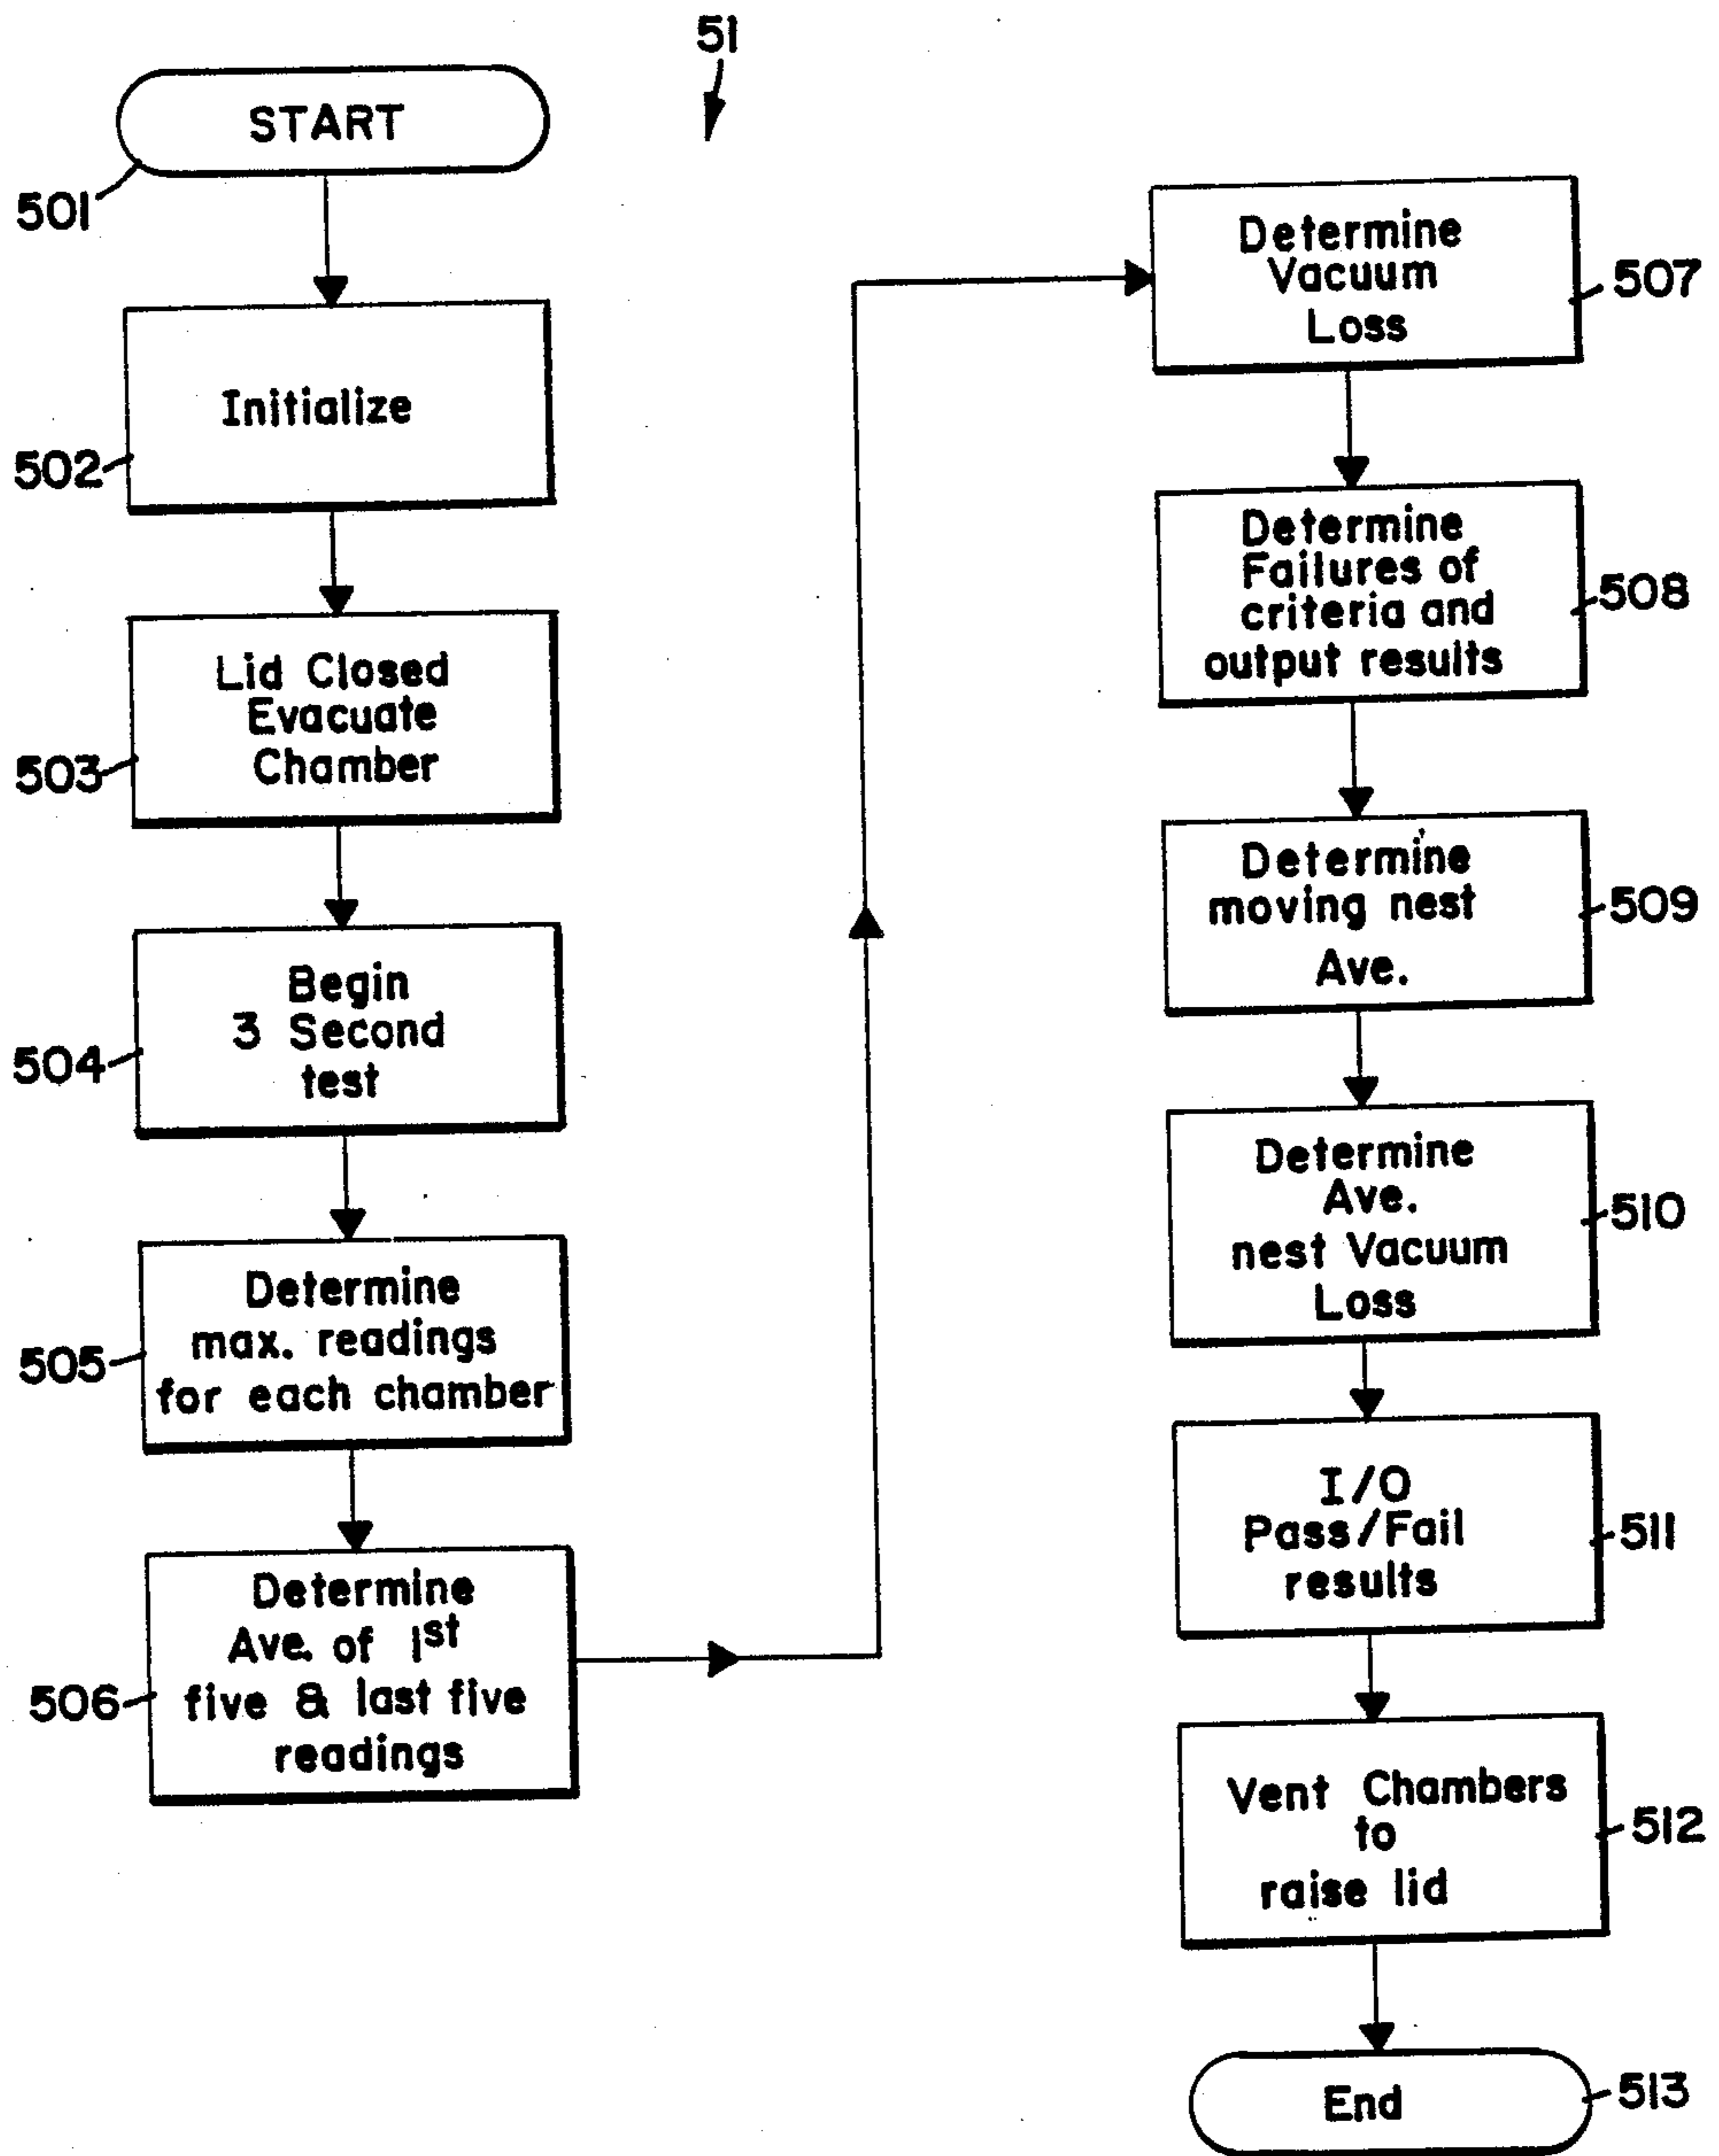 51
START
501
Initialize
502
Lid Closed
Evacuate
Chamber
503
Begin
3 Second
test
504
Determine
max. readings
for each chamber
505
Determine
Ave. of 1st
five & last five
readings
506
Determine
Vacuum
Loss
507
Determine
Failures of
criteria and
output results
508
Determine
moving nest
Ave.
509
Determine
Ave.
nest Vacuum
Loss
510
I/O
Pass/Fail
results
511
Vent Chambers
to
raise lid
512
End
513